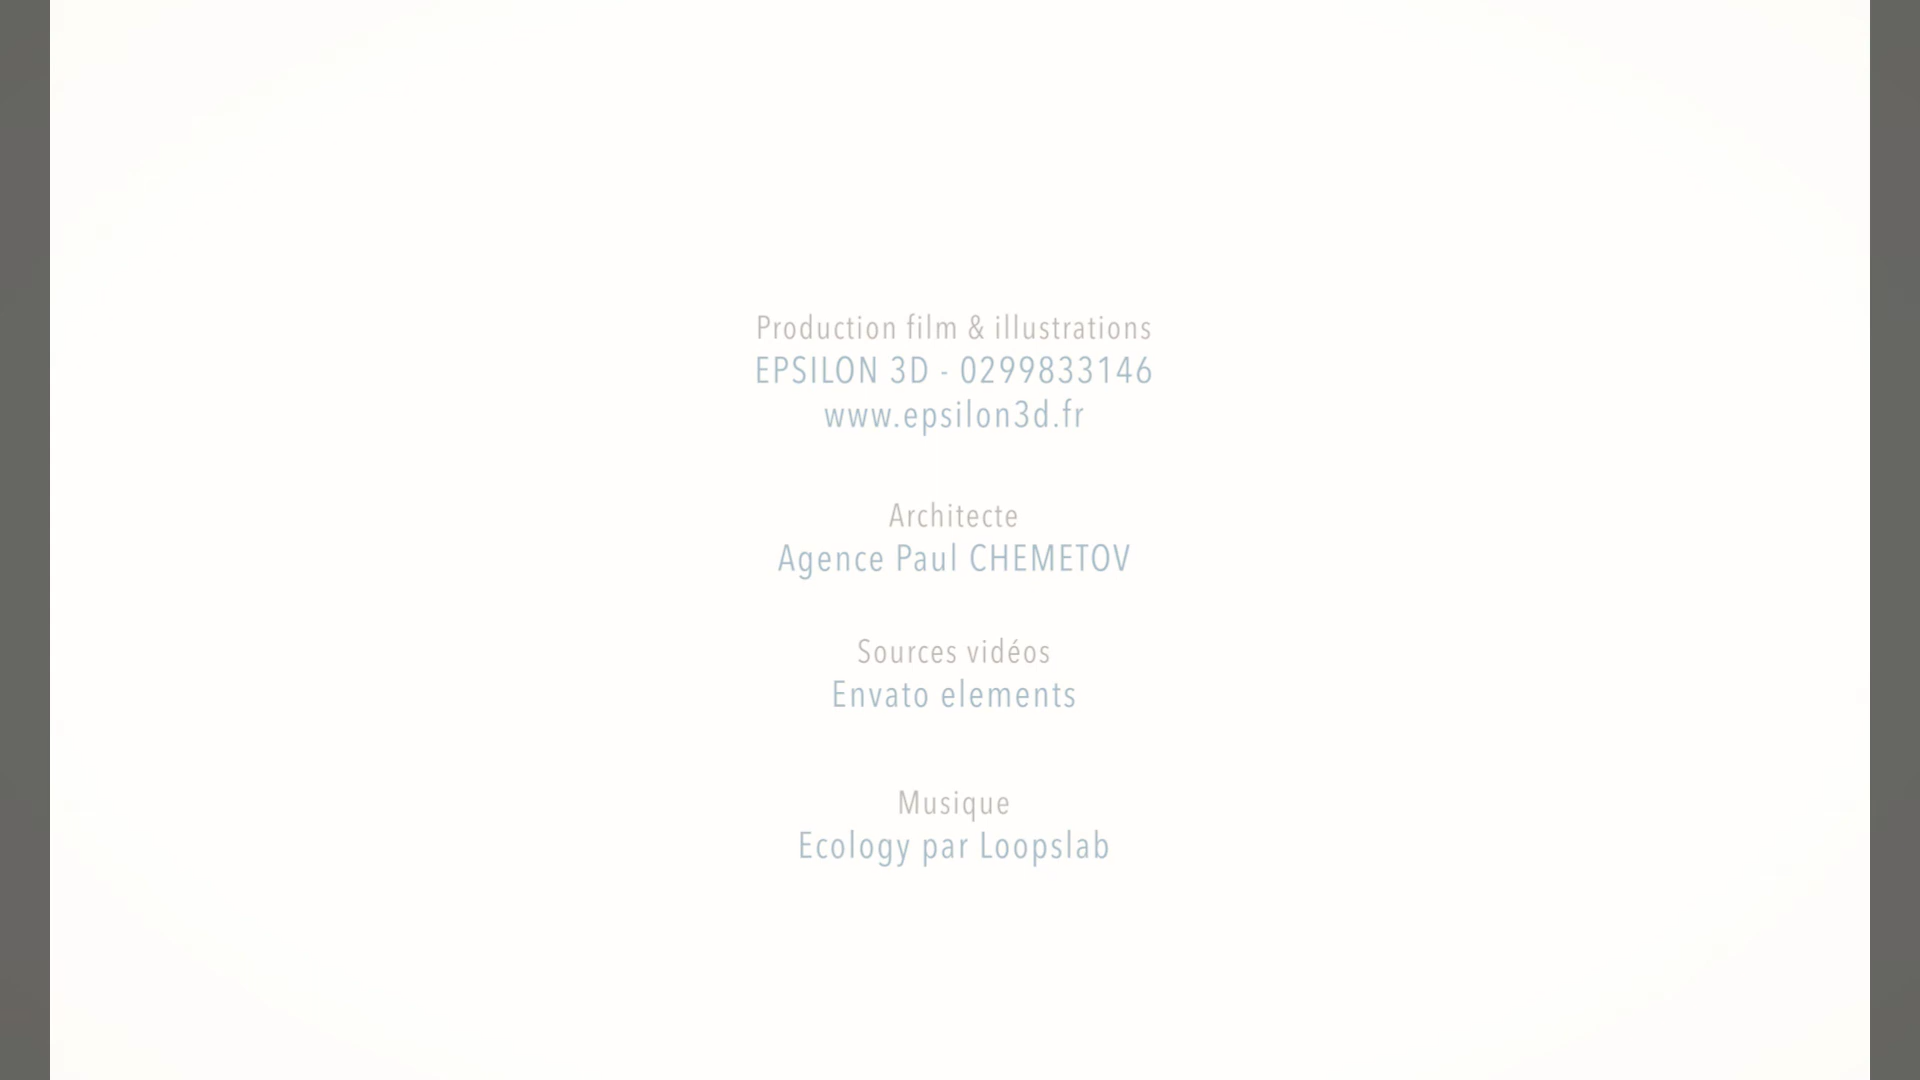 Production film & illustrations
EPSILON 3D - 0299833146
www.epsilon3d.fr
Architecte
Agence Paul CHEMETOV
Sources vidéos
Envato elements
Musique
Ecology par Loopslab